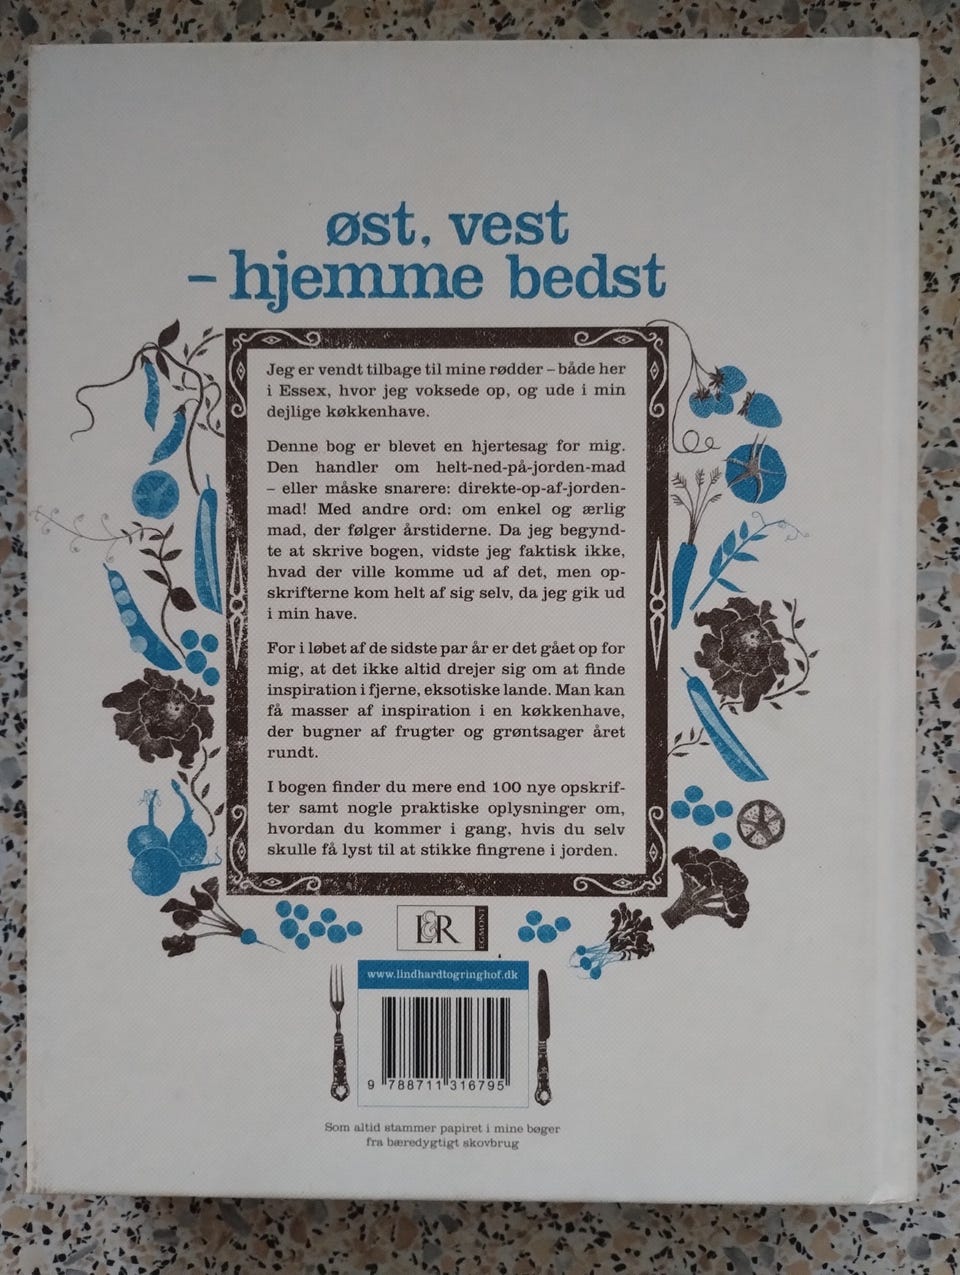 øst, vest
– hjemme bedst
Jeg er vendt tilbage til mine rødder – både her
i Essex, hvor jeg voksede op, og ude i min
dejlige køkkenhave.
Denne bog er blevet en hjertesag for mig.
Den handler om helt-ned-på-jorden-mad
– eller måske snarere: direkte-op-af-jorden-
mad! Med andre ord: om enkel og ærlig
mad, der følger årstiderne. Da jeg begynd-
te at skrive bogen, vidste jeg faktisk ikke,
hvad der ville komme ud af det, men op-
skrifterne kom helt af sig selv, da jeg gik ud
i min have.
For i løbet af de sidste par år er det gået op for
mig, at det ikke altid drejer sig om at finde
inspiration i fjerne, eksotiske lande. Man kan
få masser af inspiration i en køkkenhave,
der bugner af frugter og grøntsager året
rundt.
I bogen finder du mere end 100 nye opskrif-
ter samt nogle praktiske oplysninger om,
hvordan du kommer i gang, hvis du selv
skulle få lyst til at stikke fingrene i jorden.
L&R EGMONT
www.lindhardtogringhof.dk
9 788711 316795
Som altid stammer papiret i mine bøger
fra bæredygtigt skovbrug